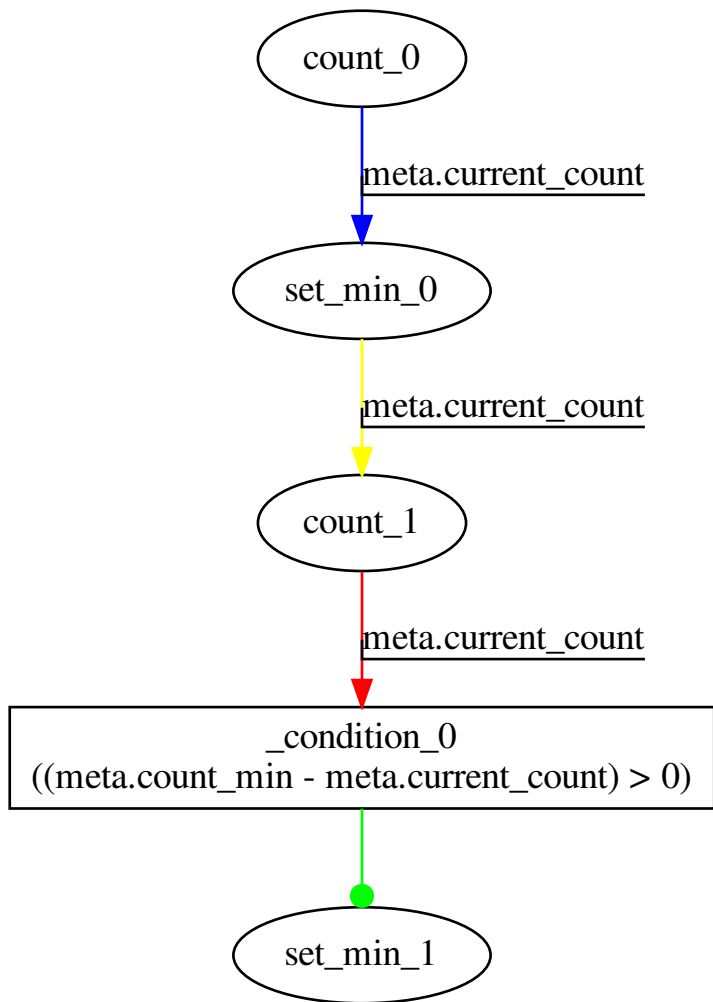 count_0
meta.current_count
set_min_0
meta.current_count
count_1
meta.current_count
_condition_0
((meta.count_min - meta.current_count) > 0)
set_min_1